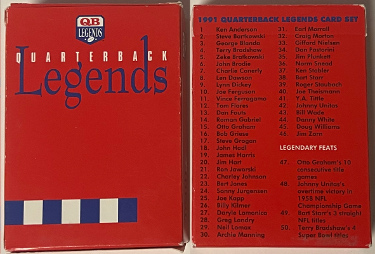 QB
LEGENDS
QUARTERBACK
Legends
1991 QUARTERBACK LEGENDS CARD SET
1 Ken Anderson
2 Steve Bartkowski
3. George Blanda
4 Terry Bradshaw
5. Zeke Bratkowski
6. John Brodie
7 Charlie Conerly
8. Len Dawson
9. Lynn Dickey
10 Joe Ferguson
11 Vince Ferragamo
12 Tom Flores
13 Dan Fouts
14 Roman Gabriel
15 Otto Graham
16 Bob Griese
17 Steve Grogan
18 John Hadl
19 James Harris
20. Jim Hart
21 Ron Jaworski
22 Charley Johnson
23 Bert Jones
24 Sonny Jurgensen
25 Joe Kapp
26. Billy Kilmer
27 Daryle Lamonica
28 Greg Landry
29 Neil Lomax
30. Archie Manning
31. Earl Morrall
32. Craig Morton
33. Gifford Nielsen
34 Dan Pastorini
35 Jim Plunkett
36 Norm Snead
37 Ken Stabler
38 Bart Starr
39 Roger Staubach
40 Joe Theismann
41. Y.A. Tittle
42 Johnny Unitas
43 Bill Wade
44 Danny White
45 Doug Williams
46 Jim Zorn
LEGENDARY FEATS
47. Otto Graham's 10
consecutive title
games
48 Johnny Unitas's
overtime victory in
1958 NFL
Championship Game
49 Bart Starr's 3 straight
NFL titles
50 Terry Bradshaw's 4
Super Bowl titles